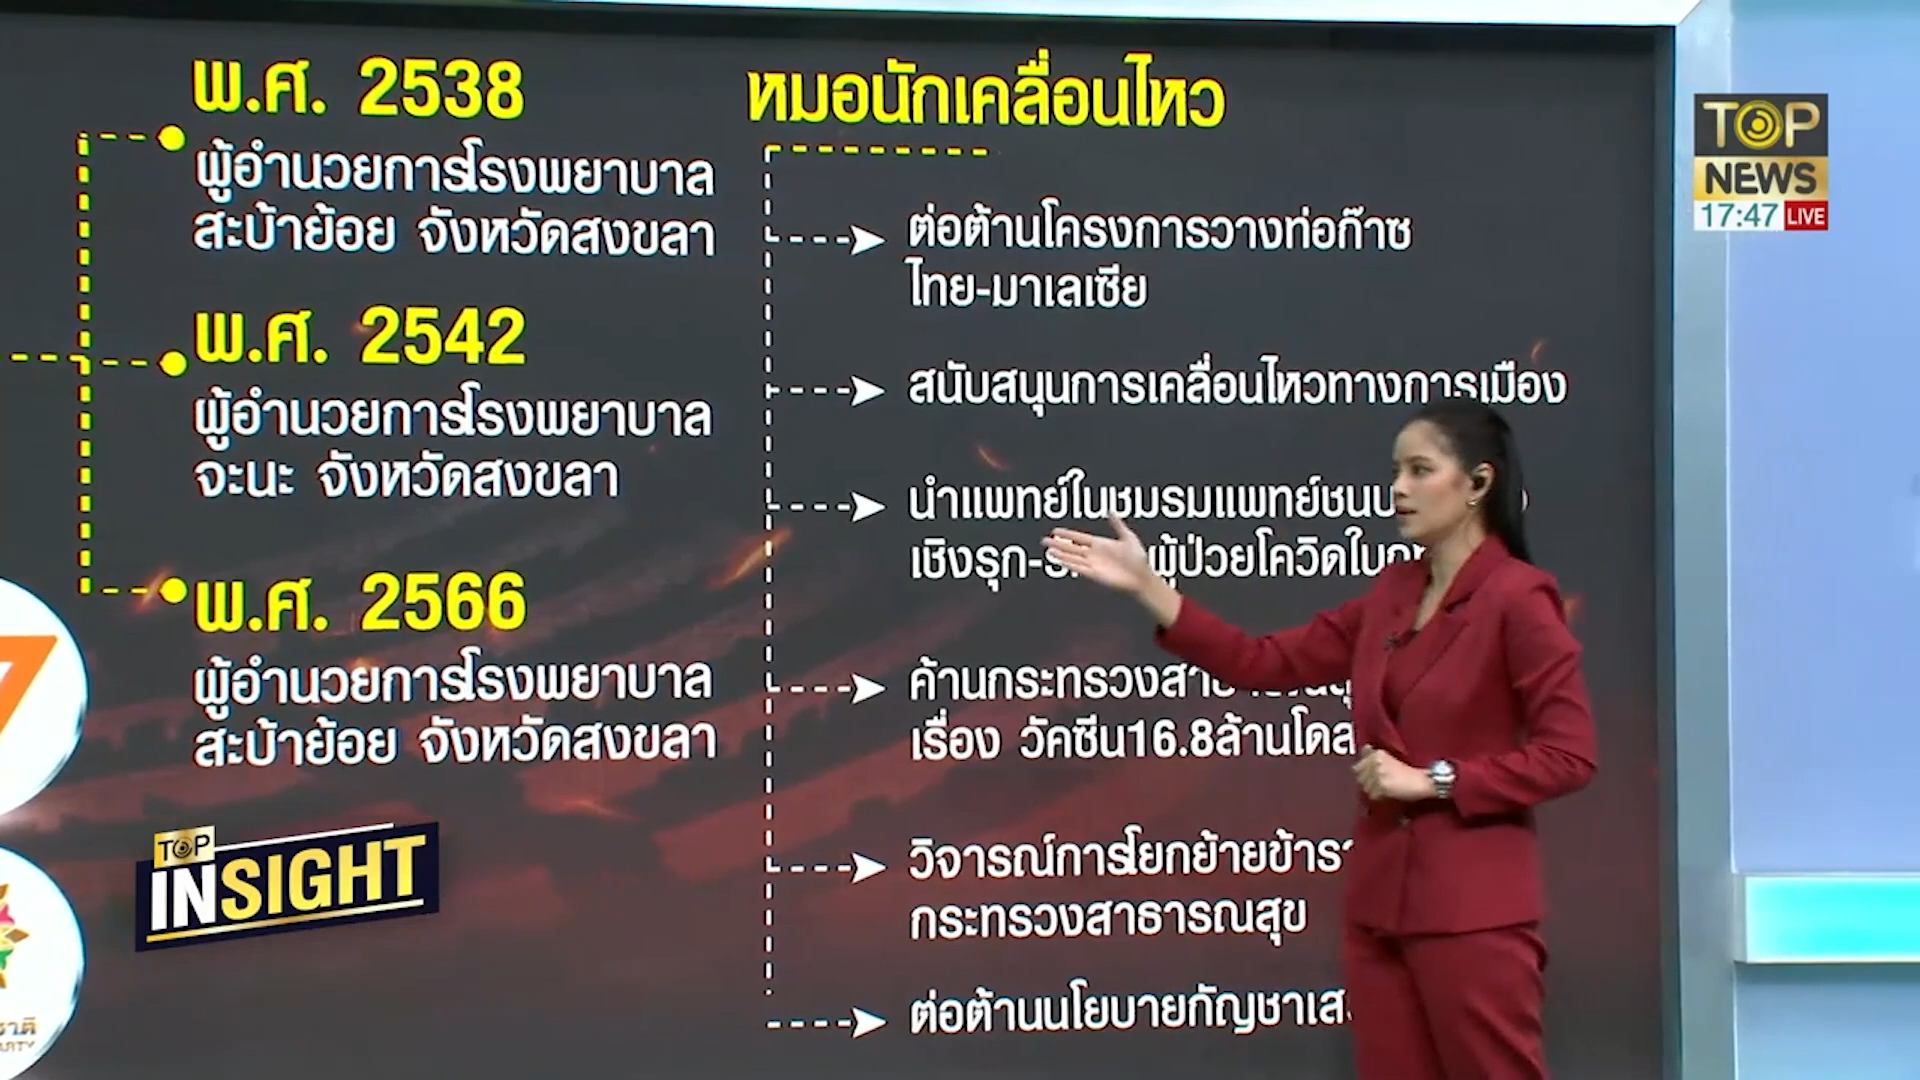 พ.ศ. 2538
ผู้อำนวยการโรงพยาบาล
สะบ้าย้อย จังหวัดสงขลา
พ.ศ. 2542
ผู้อำนวยการโรงพยาบาล
จะนะ จังหวัดสงขลา
พ.ศ. 2566
ผู้อำนวยการโรงพยาบาล
สะบ้าย้อย จังหวัดสงขลา
หมอนักเคลื่อนไหว
ต่อต้านโครงการวางท่อก๊าซ
ไทย-มาเลเซีย
สนับสนุนการเคลื่อนไหวทางการเมือง
นำแพทย์ในชมรมแพทย์ชนบ
เชิงรุก- ผู้ป่วยโควิดใน
ค้านกระทรวง
เรื่อง วัคซีน16.8ล้านโดส
วิจารณ์การโยกย้ายข้ารา
กระทรวงสาธารณสุข
ต่อต้านนโยบายกัญชาเส
TOP
NEWS
17:47 LIVE
TOP
INSIGHT
7
ชาติ